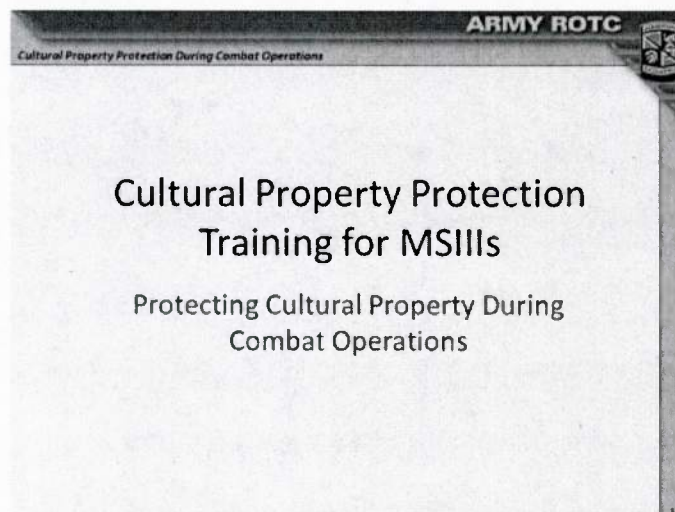 ARMY ROTC
Cultural Property Protection During Combat Operations
Cultural Property Protection
Training for MSIIIs
Protecting Cultural Property During
Combat Operations
1